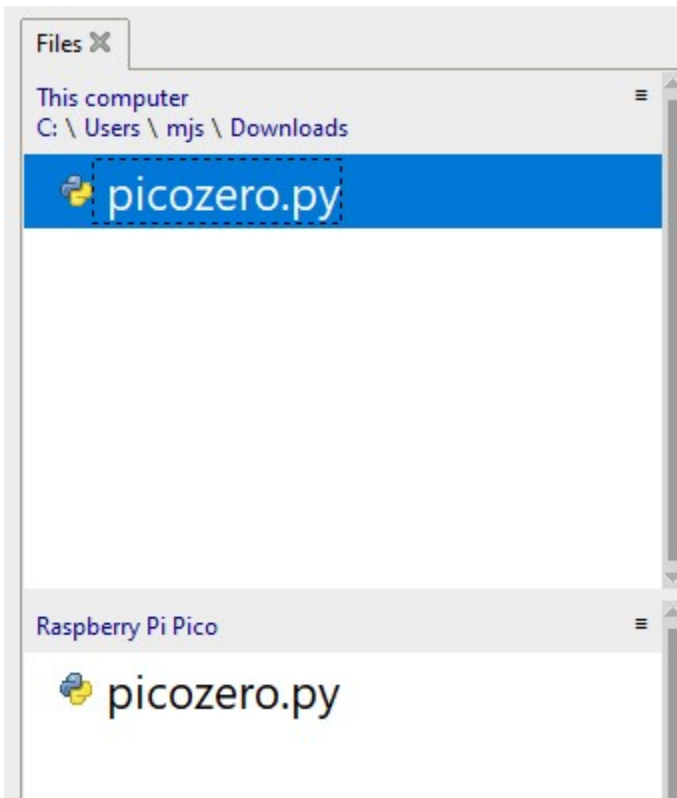 Files
This computer
C: \ Users \ mjs \ Downloads
picozero.py
Raspberry Pi Pico
picozero.py